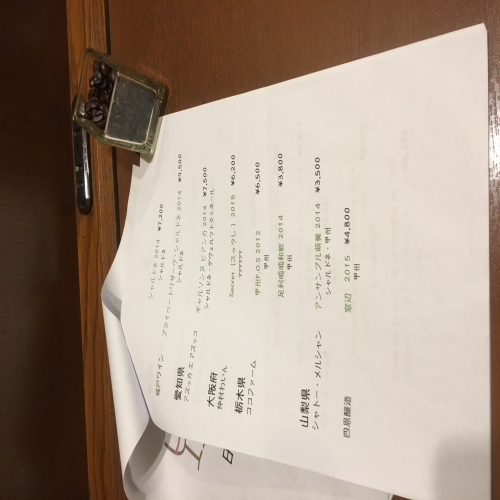 シャルドネ 2014 ¥7,200
シャルドネ
城戸ワイン プライベートリザーヴ・シャルドネ 2014 ¥9,500
シャルドネ
愛知県
アズッカ エ アズッコ ギャルソンヌ ビアンカ 2014 ¥7,500
シャルドネ・ゲヴェルツトラミネール
大阪府
仲村わいん Secret (スゥクレ) 2015 ¥6,200
???????
栃木県
ココファーム 甲州F.O.S 2012 ¥6,500
甲州
足利呱呱和飲 2014 ¥3,800
甲州
山梨県
シャトー・メルシャン アンサンブル萌黄 2014 ¥3,500
シャルドネ・甲州
四恩醸造 窓辺 2015 ¥4,800
甲州